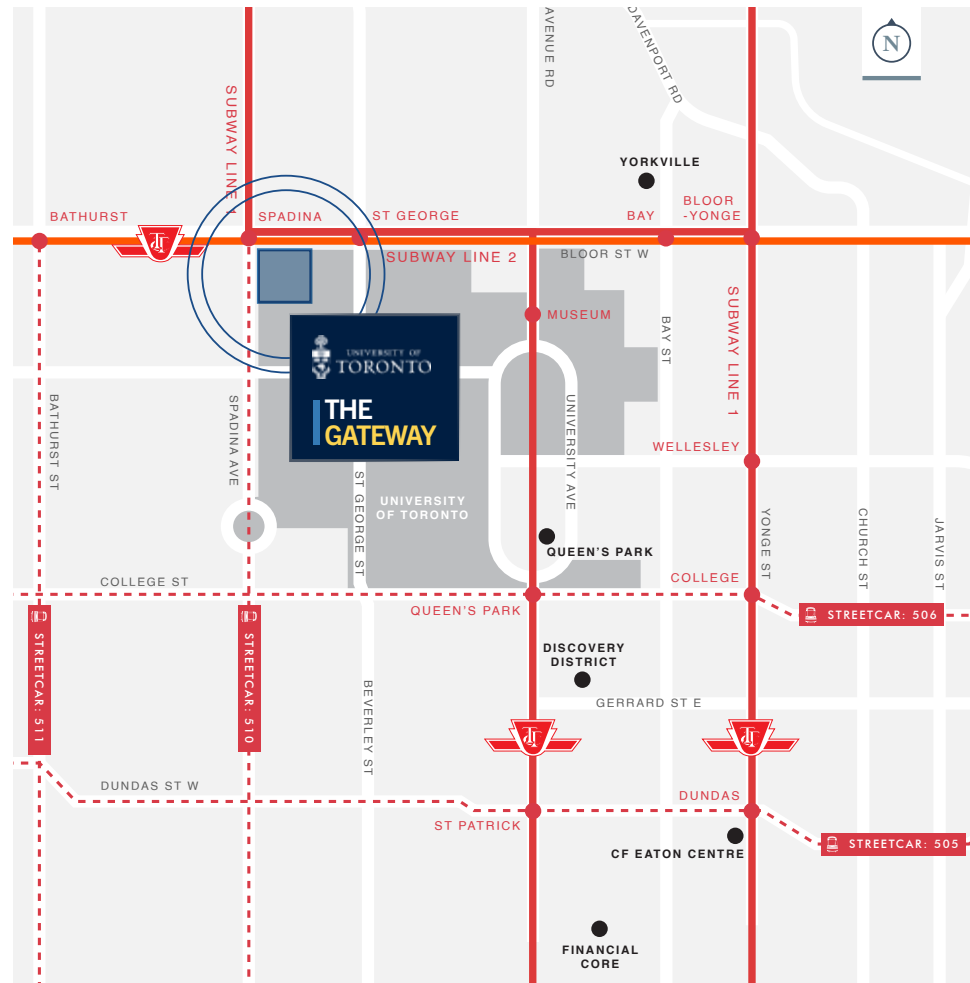 AVENUE RD
DAVENPORT RD
N
SUBWAY LINE 1
YORKVILLE
BATHURST
SPADINA
ST GEORGE
BAY
BLOOR
-YONGE
SUBWAY LINE 2
BLOOR ST W
MUSEUM
SUBWAY LINE 1
BAY ST
UNIVERSITY OF
TORONTO
THE
GATEWAY
BATHURST ST
SPADINA AVE
UNIVERSITY AVE
WELLESLEY
ST GEORGE ST
UNIVERSITY
OF TORONTO
QUEEN'S PARK
YONGE ST
CHURCH ST
JARVIS ST
COLLEGE ST
COLLEGE
QUEEN'S PARK
STREETCAR: 506
STREETCAR: 511
STREETCAR: 510
DISCOVERY
DISTRICT
BEVERLEY ST
GERRARD ST E
DUNDAS ST W
DUNDAS
ST PATRICK
STREETCAR: 505
CF EATON CENTRE
FINANCIAL
CORE